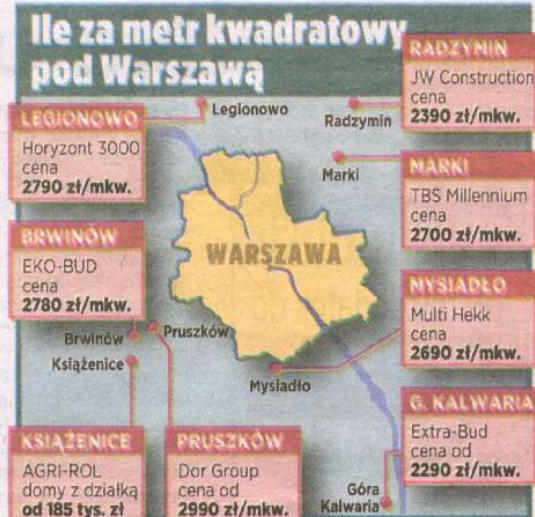 Ile za metr kwadratowy
pod Warszawą
RADZYMIN
JW Construction
cena
2390 zł/mkw.
LEGIONOWO
Horyzont 3000
cena
2790 zł/mkw.
Legionowo
Radzymin
Marki
MARKI
TBS Millennium
cena
2700 zł/mkw.
BRWINÓW
EKO-BUD
cena
2780 zł/mkw.
WARSZAWA
MYSIADŁO
Multi Hekk
cena
2690 zł/mkw.
Brwinów
Pruszków
Książenice
Mysiadło
G. KALWARIA
Extra-Bud
cena od
2290 zł/mkw.
KSIĄŻENICE
AGRI-ROL
domy z działką
od 185 tys. zł
PRUSZKÓW
Dor Group
cena od
2990 zł/mkw.
Góra
Kalwaria